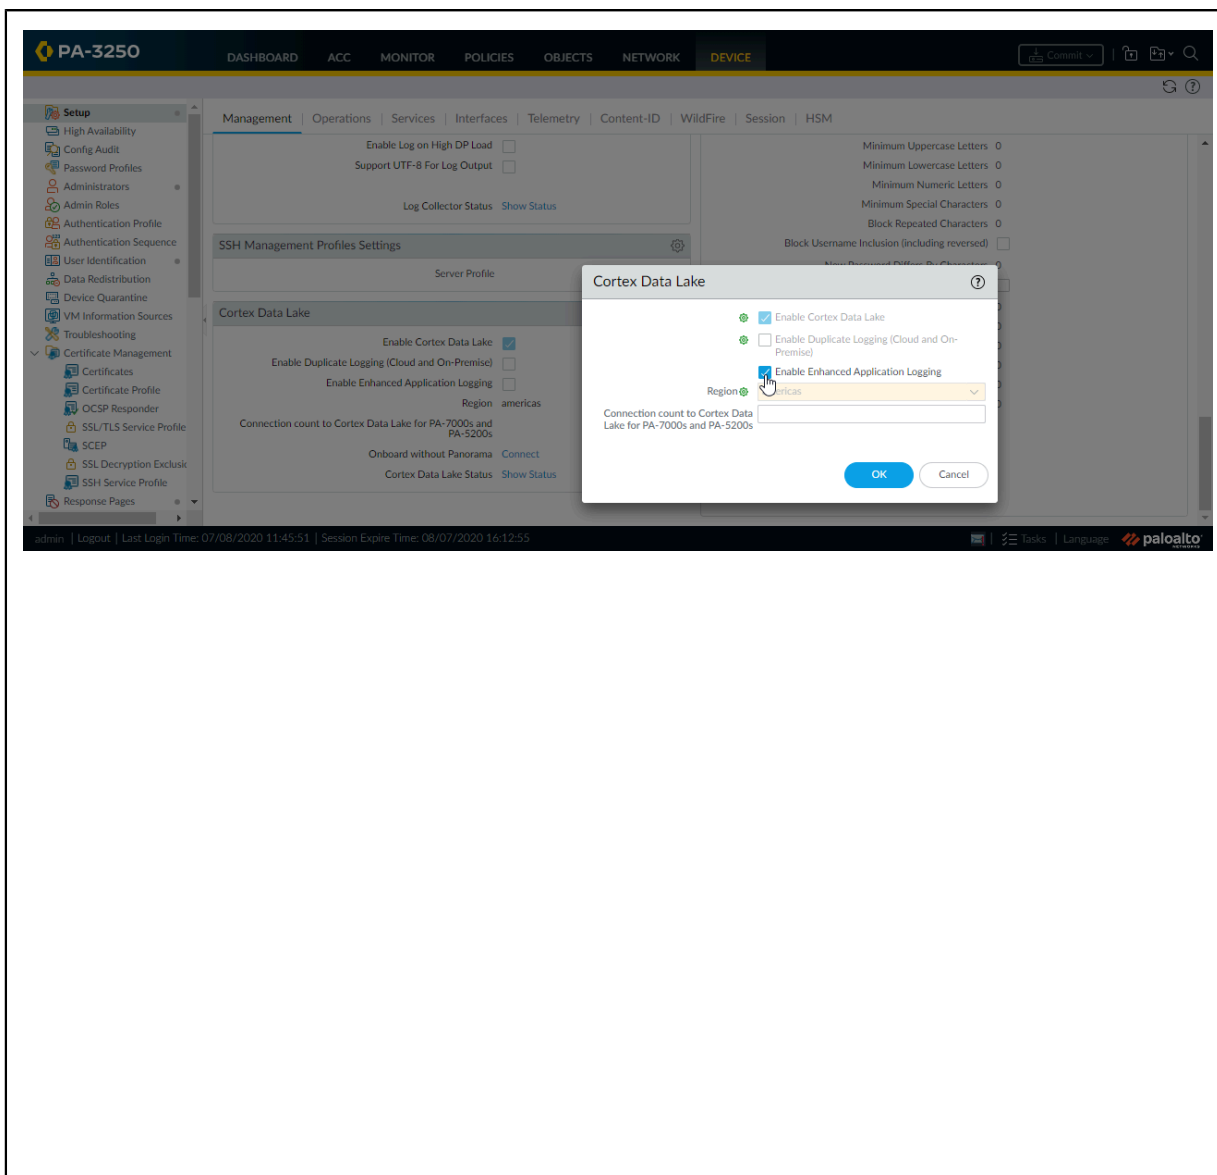 PA-3250
DASHBOARD ACC MONITOR POLICIES OBJECTS NETWORK DEVICE
Commit
Setup
High Availability
Config Audit
Password Profiles
Administrators
Admin Roles
Authentication Profile
Authentication Sequence
User Identification
Data Redistribution
Device Quarantine
VM Information Sources
Troubleshooting
Certificate Management
Certificates
Certificate Profile
OCSP Responder
SSL/TLS Service Profile
SCEP
SSL Decryption Exclusio
SSH Service Profile
Response Pages
Management | Operations | Services | Interfaces | Telemetry | Content-ID | WildFire | Session | HSM
Enable Log on High DP Load
Support UTF-8 For Log Output
Log Collector Status Show Status
SSH Management Profiles Settings
Server Profile
Cortex Data Lake
Enable Cortex Data Lake
Enable Duplicate Logging (Cloud and On-Premise)
Enable Enhanced Application Logging
Region americas
Connection count to Cortex Data Lake for PA-7000s and
PA-5200s
Onboard without Panorama Connect
Cortex Data Lake Status Show Status
Minimum Uppercase Letters 0
Minimum Lowercase Letters 0
Minimum Numeric Letters 0
Minimum Special Characters 0
Block Repeated Characters 0
Block Username Inclusion (including reversed)
New Password Differs By Characters 0
Cortex Data Lake
Enable Cortex Data Lake
Enable Duplicate Logging (Cloud and On-
Premise)
Enable Enhanced Application Logging
Region
Connection count to Cortex Data
Lake for PA-7000s and PA-5200s
OK Cancel
admin | Logout | Last Login Time: 07/08/2020 11:45:51 | Session Expire Time: 08/07/2020 16:12:55
Tasks | Language paloalto
NETWORKS